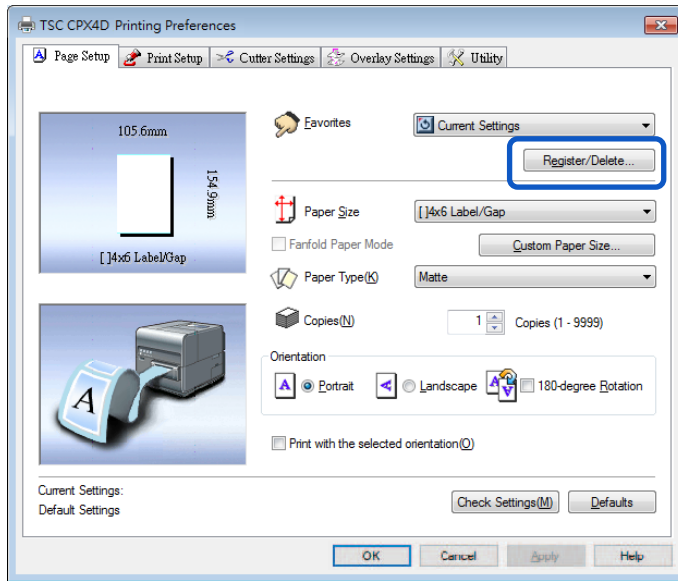 TSC CPX4D Printing Preferences
Page Setup Print Setup Cutter Settings Overlay Settings Utility
105.6mm
154.9mm
[ ]4x6 Label/Gap
Favorites Current Settings
Register/Delete...
Paper Size [ ]4x6 Label/Gap
Fanfold Paper Mode Custom Paper Size...
Paper Type(K) Matte
Copies(N) 1 Copies (1 - 9999)
Orientation
A Portrait A Landscape A A 180-degree Rotation
Print with the selected orientation(O)
A
Current Settings:
Default Settings
Check Settings(M) Defaults
OK Cancel Apply Help